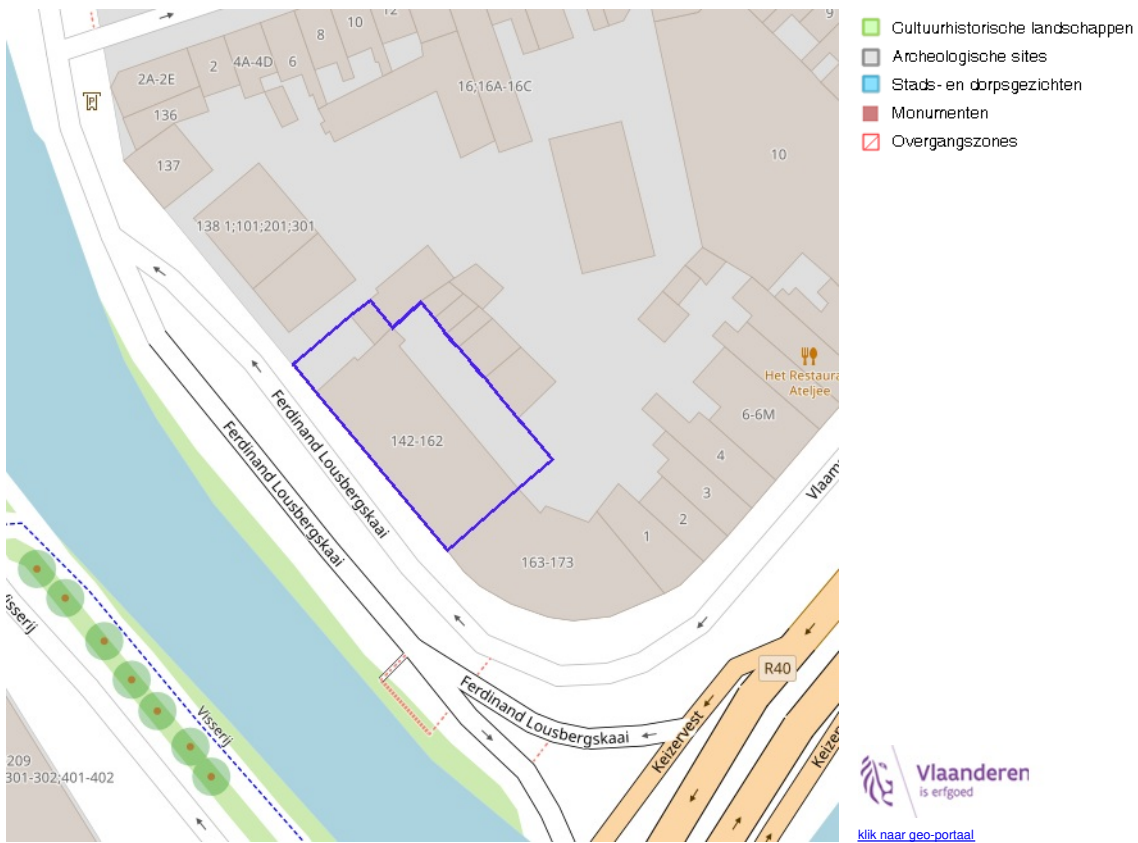 12
10
8
9
2A-2E
2
4A-4D
6
16;16A-16C
P
136
137
10
138 1;101;201;301
Het Restaura
Ateljee
6-6M
Ferdinand Lousbergskaai
Ferdinand Lousbergskaai
142-162
4
3
2
1
Vlaam
163-173
Visserij
Visserij
R40
Ferdinand Lousbergskaai
Keizervest
Keizer
209
301-302;401-402
Cultuurhistorische landschappen
Archeologische sites
Stads- en dorpsgezichten
Monumenten
Overgangszones
Vlaanderen
is erfgoed
klik naar geo-portaal